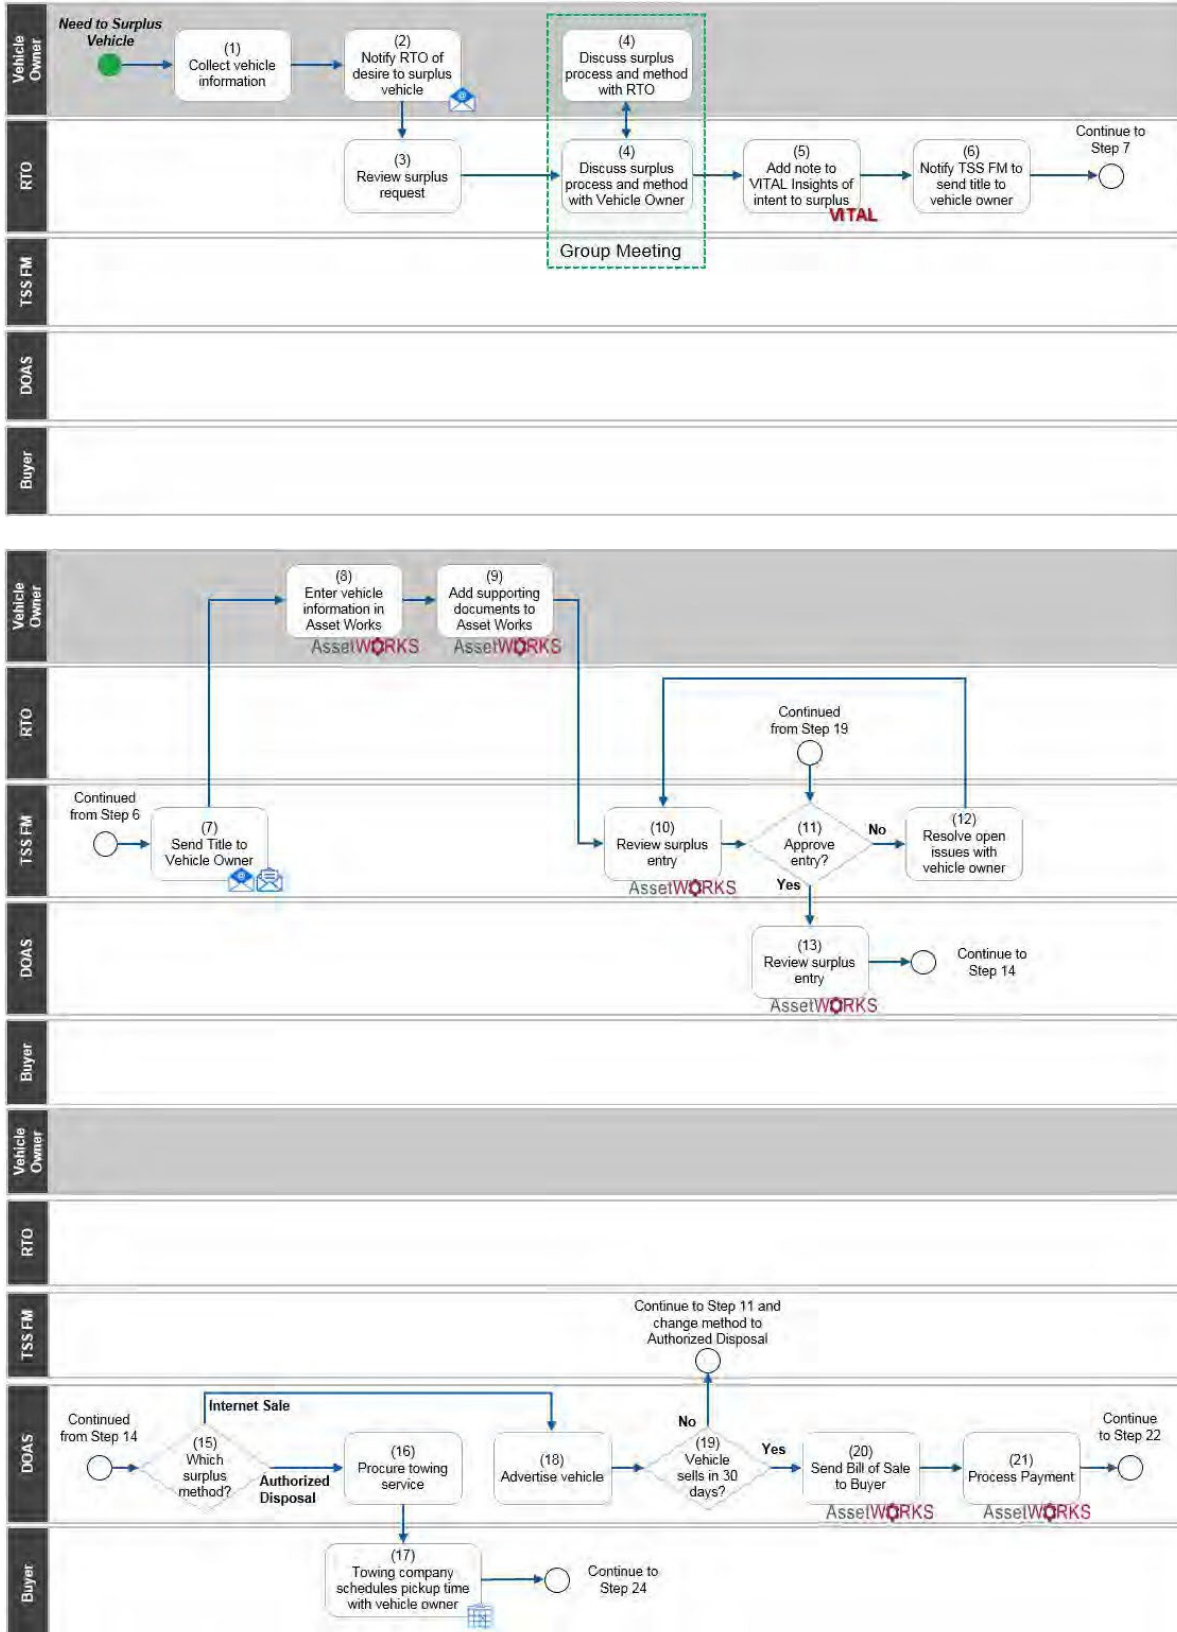 Vehicle
Owner
Need to Surplus
Vehicle
(1)
Collect vehicle
information
(2)
Notify RTO of
desire to surplus
vehicle
(4)
Discuss surplus
process and method
with RTO
RTO
(3)
Review surplus
request
(4)
Discuss surplus
process and method
with Vehicle Owner
(5)
Add note to
VITAL Insights of
intent to surplus
VITAL
(6)
Notify TSS FM to
send title to
vehicle owner
Continue to
Step 7
Group Meeting
TSS FM
DOAS
Buyer
Vehicle
Owner
(8)
Enter vehicle
information in
Asset Works
AssetWORKS
(9)
Add supporting
documents to
Asset Works
AssetWORKS
RTO
Continued
from Step 19
TSS FM
Continued
from Step 6
(7)
Send Title to
Vehicle Owner
(10)
Review surplus
entry
AssetWORKS
(11)
Approve
entry?
No
Yes
(12)
Resolve open
issues with
vehicle owner
DOAS
(13)
Review surplus
entry
AssetWORKS
Continue to
Step 14
Buyer
Vehicle
Owner
RTO
TSS FM
Continue to Step 11 and
change method to
Authorized Disposal
DOAS
Continued
from Step 14
Internet Sale
(15)
Which
surplus
method?
Authorized
Disposal
(16)
Procure towing
service
(18)
Advertise vehicle
No
(19)
Vehicle
sells in 30
days?
Yes
(20)
Send Bill of Sale
to Buyer
AssetWORKS
(21)
Process Payment
AssetWORKS
Continue
to Step 22
Buyer
(17)
Towing company
schedules pickup time
with vehicle owner
Continue to
Step 24